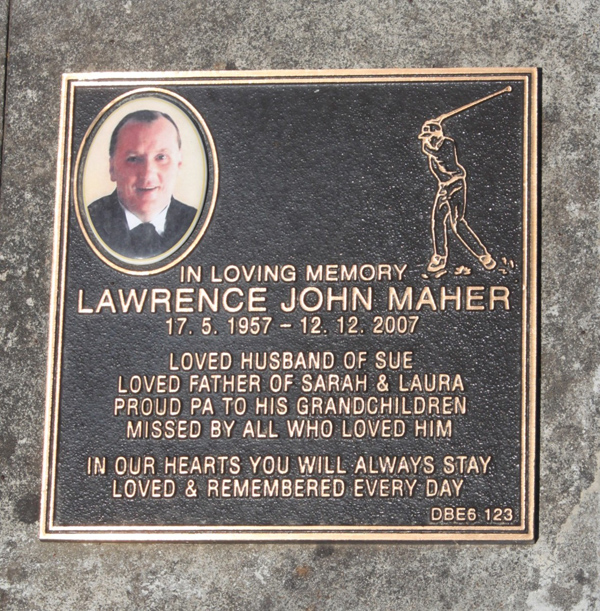 IN LOVING MEMORY
LAWRENCE JOHN MAHER
17. 5. 1957 – 12. 12. 2007
LOVED HUSBAND OF SUE
LOVED FATHER OF SARAH & LAURA
PROUD PA TO HIS GRANDCHILDREN
MISSED BY ALL WHO LOVED HIM
IN OUR HEARTS YOU WILL ALWAYS STAY
LOVED & REMEMBERED EVERY DAY
DBE6 123